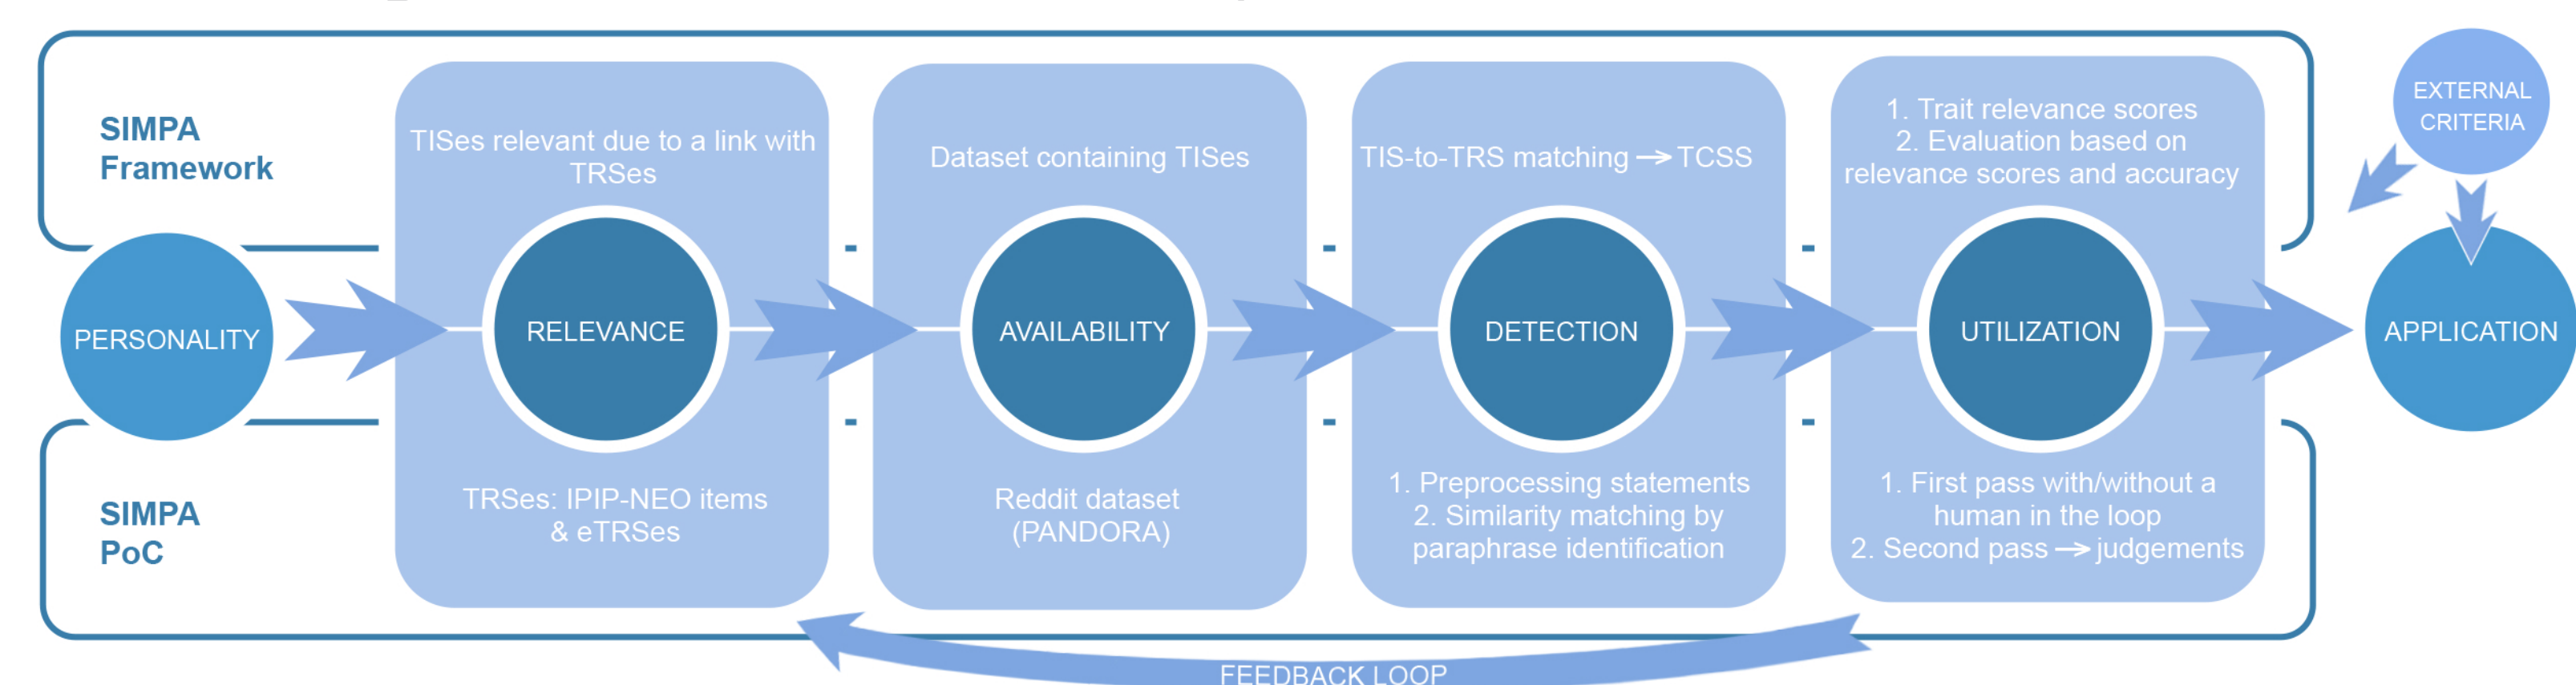 SIMPA
Framework
TISes relevant due to a link with
TRSes
Dataset containing TISes
TIS-to-TRS matching → TCSS
1. Trait relevance scores
2. Evaluation based on
relevance scores and accuracy
EXTERNAL
CRITERIA
PERSONALITY
RELEVANCE
AVAILABILITY
DETECTION
UTILIZATION
APPLICATION
SIMPA
PoC
TRSes: IPIP-NEO items
& eTRSes
Reddit dataset
(PANDORA)
1. Preprocessing statements
2. Similarity matching by
paraphrase identification
1. First pass with/without a
human in the loop
2. Second pass → judgements
FEEDBACK LOOP